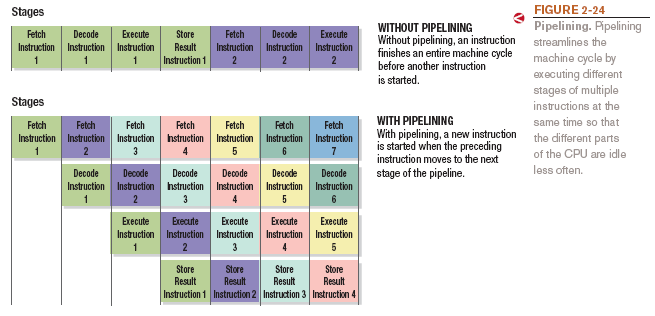 Stages
Fetch Instruction 1
Decode Instruction 1
Execute Instruction 1
Store Result Instruction 1
Fetch Instruction 2
Decode Instruction 2
Execute Instruction 2
WITHOUT PIPELINING
Without pipelining, an instruction
finishes an entire machine cycle
before another instruction
is started.
Stages
Fetch Instruction 1
Fetch Instruction 2
Fetch Instruction 3
Fetch Instruction 4
Fetch Instruction 5
Fetch Instruction 6
Fetch Instruction 7
Decode Instruction 1
Decode Instruction 2
Decode Instruction 3
Decode Instruction 4
Decode Instruction 5
Decode Instruction 6
Execute Instruction 1
Execute Instruction 2
Execute Instruction 3
Execute Instruction 4
Execute Instruction 5
Store Result Instruction 1
Store Result Instruction 2
Store Result Instruction 3
Store Result Instruction 4
WITH PIPELINING
With pipelining, a new instruction
is started when the preceding
instruction moves to the next
stage of the pipeline.
FIGURE 2-24
Pipelining. Pipelining
streamlines the
machine cycle by
executing different
stages of multiple
instructions at the
same time so that
the different parts
of the CPU are idle
less often.